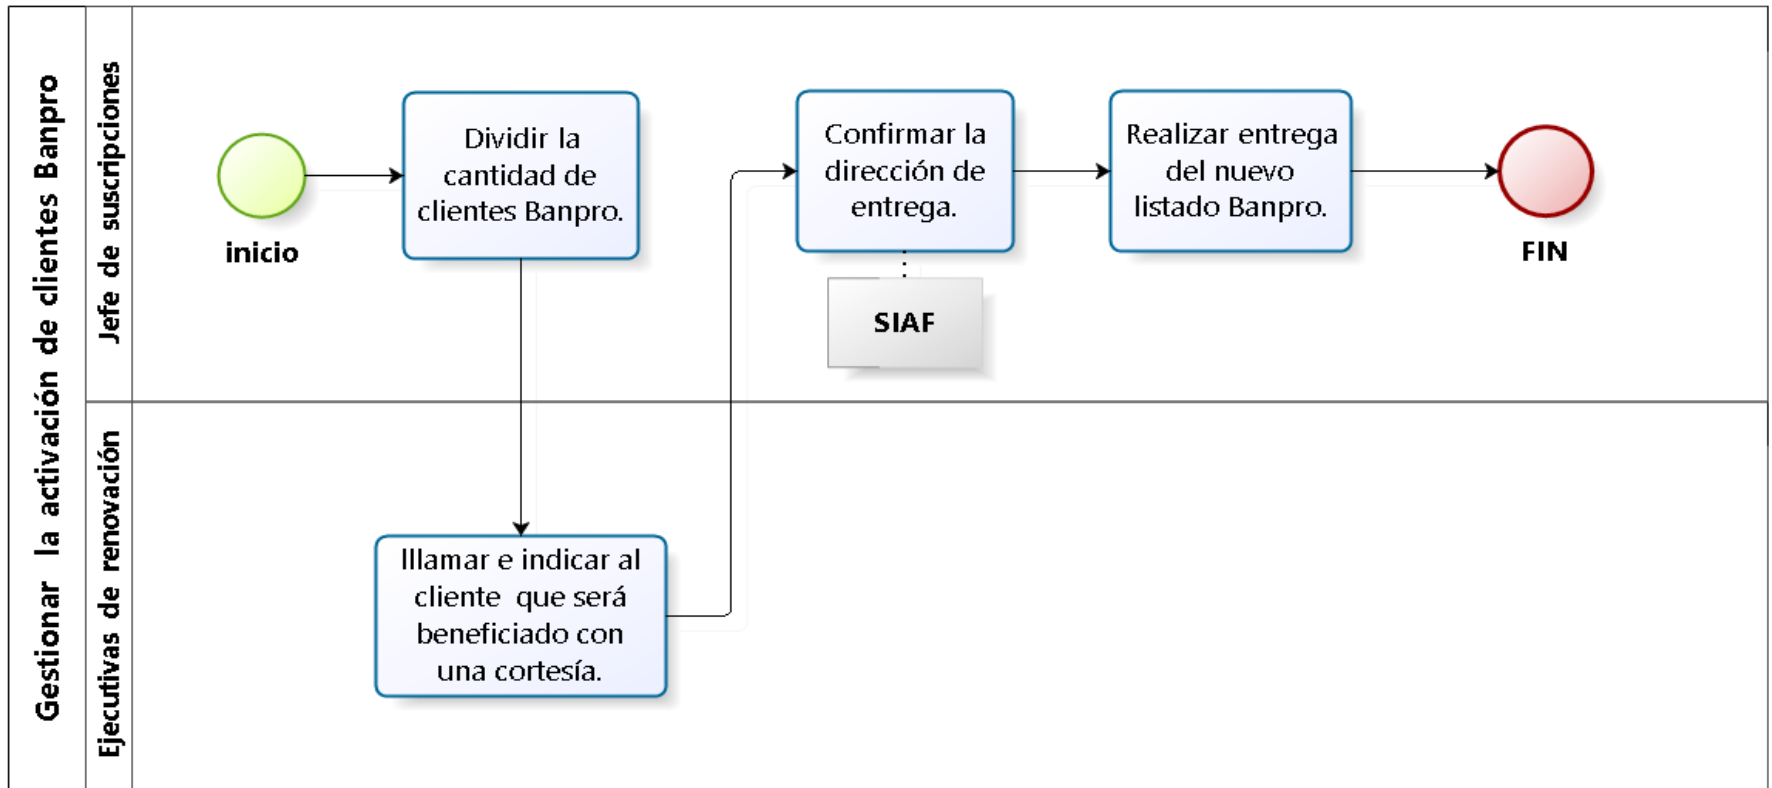 Gestionar la activación de clientes Banpro
Jefe de suscripciones
inicio
Dividir la
cantidad de
clientes Banpro.
Confirmar la
dirección de
entrega.
SIAF
Realizar entrega
del nuevo
listado Banpro.
FIN
Ejecutivas de renovación
lllamar e indicar al
cliente que será
beneficiado con
una cortesía.